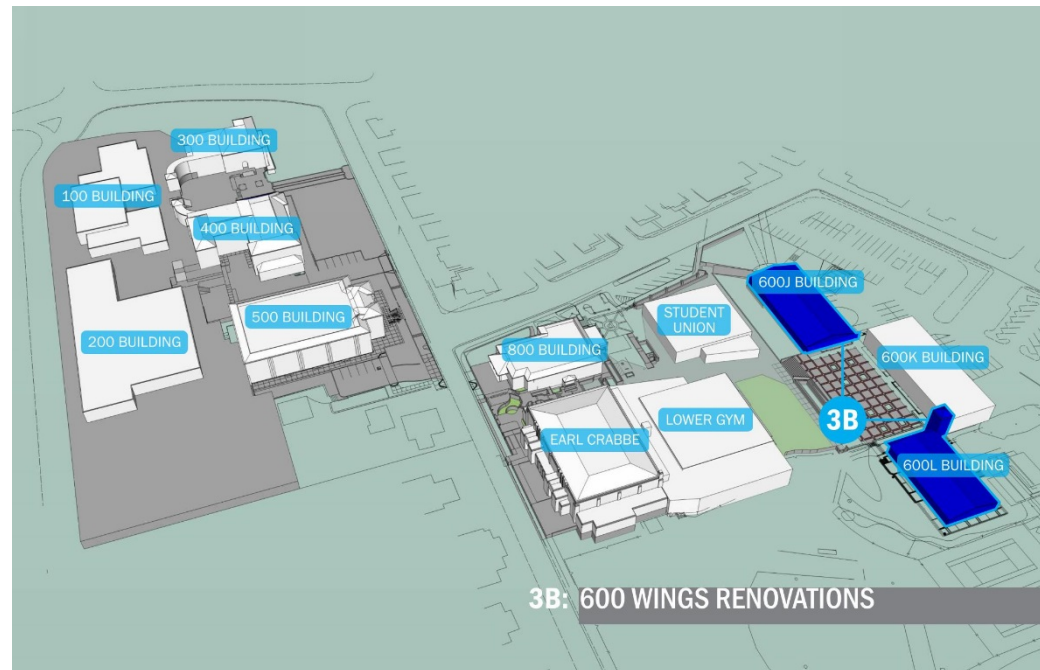 300 BUILDING
100 BUILDING
400 BUILDING
200 BUILDING
500 BUILDING
600J BUILDING
STUDENT
UNION
800 BUILDING
600K BUILDING
3B
LOWER GYM
EARL CRABBE
600L BUILDING
3B: 600 WINGS RENOVATIONS